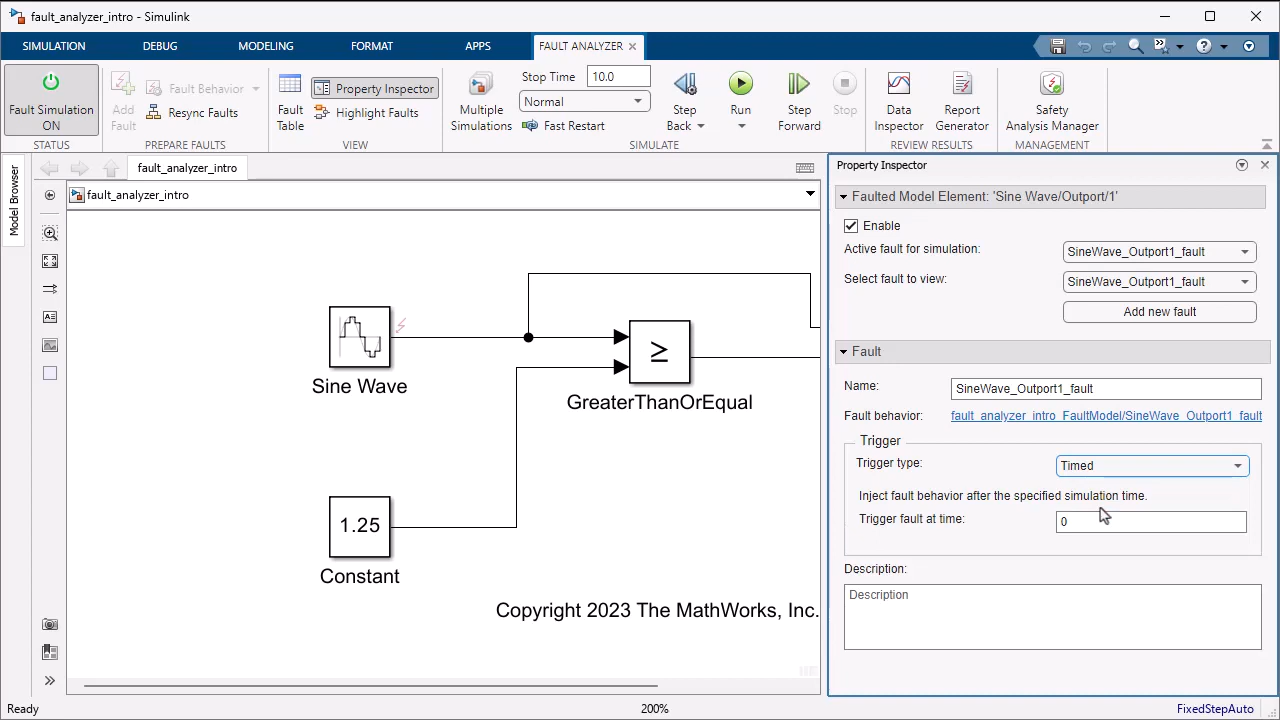 fault_analyzer_intro - Simulink
SIMULATION DEBUG MODELING FORMAT APPS FAULT ANALYZER
Fault Simulation ON
STATUS
Add Fault
Fault Behavior
Resync Faults
PREPARE FAULTS
Fault Table
Property Inspector
Highlight Faults
VIEW
Multiple Simulations
Stop Time 10.0
Normal
Fast Restart
Step Back
Run
Step Forward
Stop
SIMULATE
Data Inspector
Report Generator
REVIEW RESULTS
Safety Analysis Manager
MANAGEMENT
Model Browser
fault_analyzer_intro
fault_analyzer_intro
Sine Wave
≥
GreaterThanOrEqual
1.25
Constant
Copyright 2023 The MathWorks, Inc.
Property Inspector
Faulted Model Element: 'Sine Wave/Outport/1'
Enable
Active fault for simulation: SineWave_Outport1_fault
Select fault to view: SineWave_Outport1_fault
Add new fault
Fault
Name: SineWave_Outport1_fault
Fault behavior: fault_analyzer_intro_FaultModel/SineWave_Outport1_fault
Trigger
Trigger type: Timed
Inject fault behavior after the specified simulation time.
Trigger fault at time: 0
Description:
Description
Ready 200% FixedStepAuto